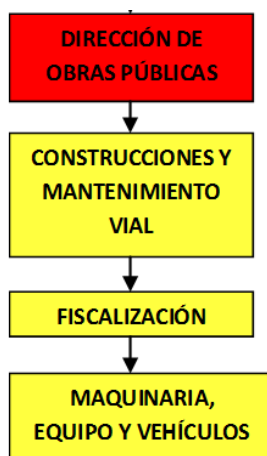 DIRECCIÓN DE
OBRAS PÚBLICAS
CONSTRUCCIONES Y
MANTENIMIENTO
VIAL
FISCALIZACIÓN
MAQUINARIA,
EQUIPO Y VEHÍCULOS